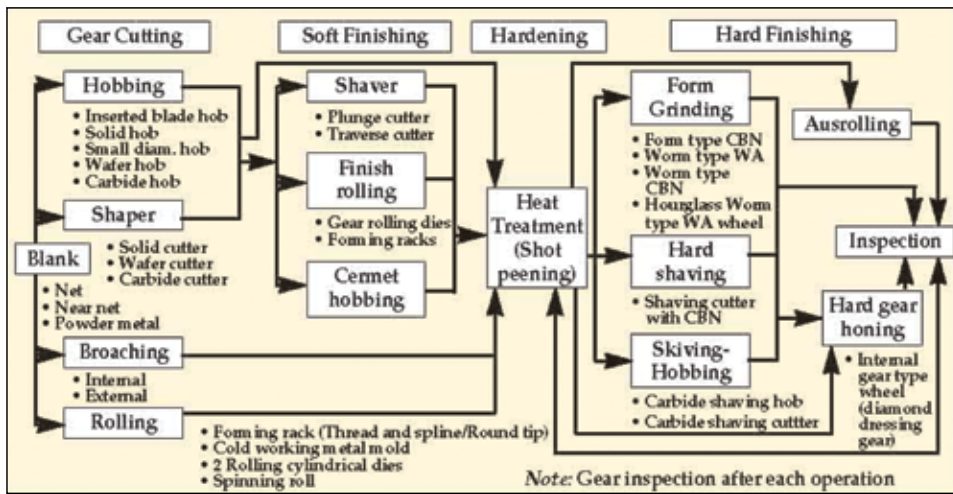 Gear Cutting
Soft Finishing
Hardening
Hard Finishing
Hobbing
• Inserted blade hob
• Solid hob
• Small diam. hob
• Wafer hob
• Carbide hob
Shaper
• Solid cutter
• Wafer cutter
• Carbide cutter
Blank
• Net
• Near net
• Powder metal
Broaching
• Internal
• External
Rolling
• Forming rack (Thread and spline/Round tip)
• Cold working metal mold
• 2 Rolling cylindrical dies
• Spinning roll
Shaver
• Plunge cutter
• Traverse cutter
Finish
rolling
• Gear rolling dies
• Forming racks
Cermet
hobbing
Heat
Treatment
(Shot
peening)
Form
Grinding
• Form type CBN
• Worm type WA
• Worm type
CBN
• Hourglass Worm
type WA wheel
Hard
shaving
• Shaving cutter
with CBN
Skiving-
Hobbing
• Carbide shaving hob
• Carbide shaving cuttter
Ausrolling
Inspection
Hard gear
honing
• Internal
gear type
wheel
(diamond
dressing
gear)
Note: Gear inspection after each operation